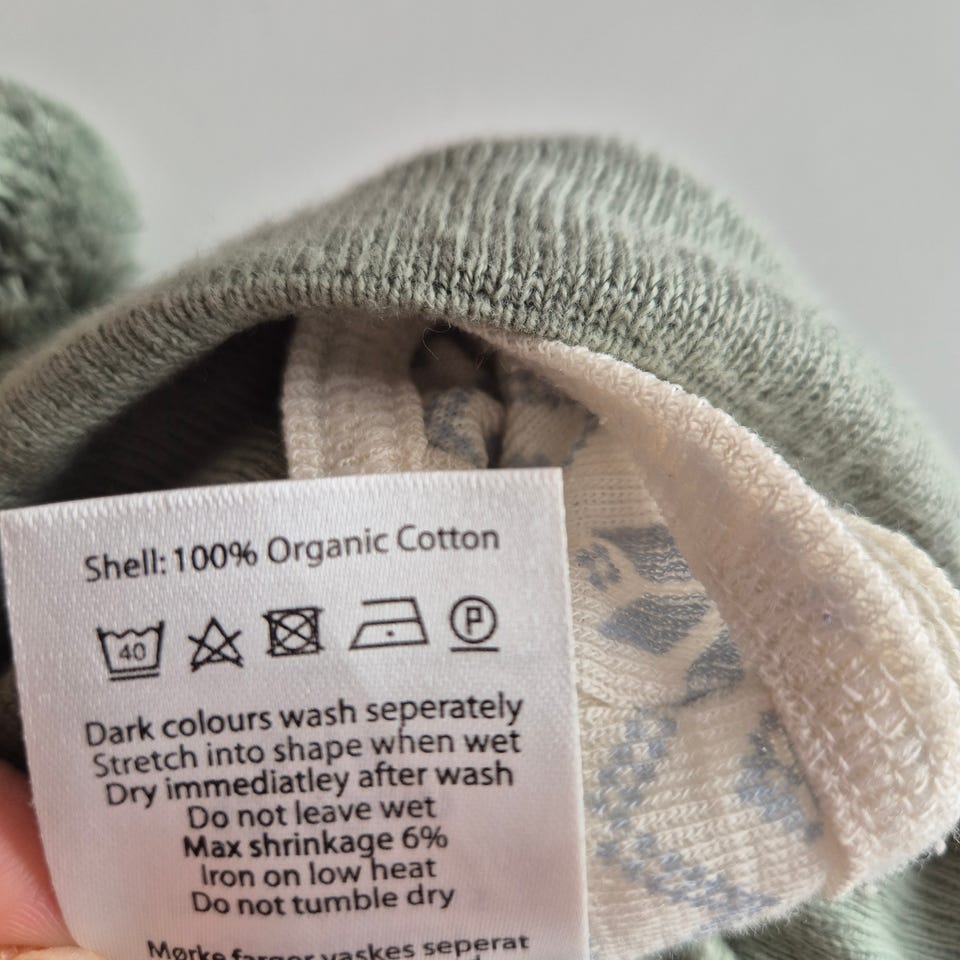 Shell: 100% Organic Cotton
40 P
Dark colours wash seperately
Stretch into shape when wet
Dry immediatley after wash
Do not leave wet
Max shrinkage 6%
Iron on low heat
Do not tumble dry
Mørke farger vaskes seperat